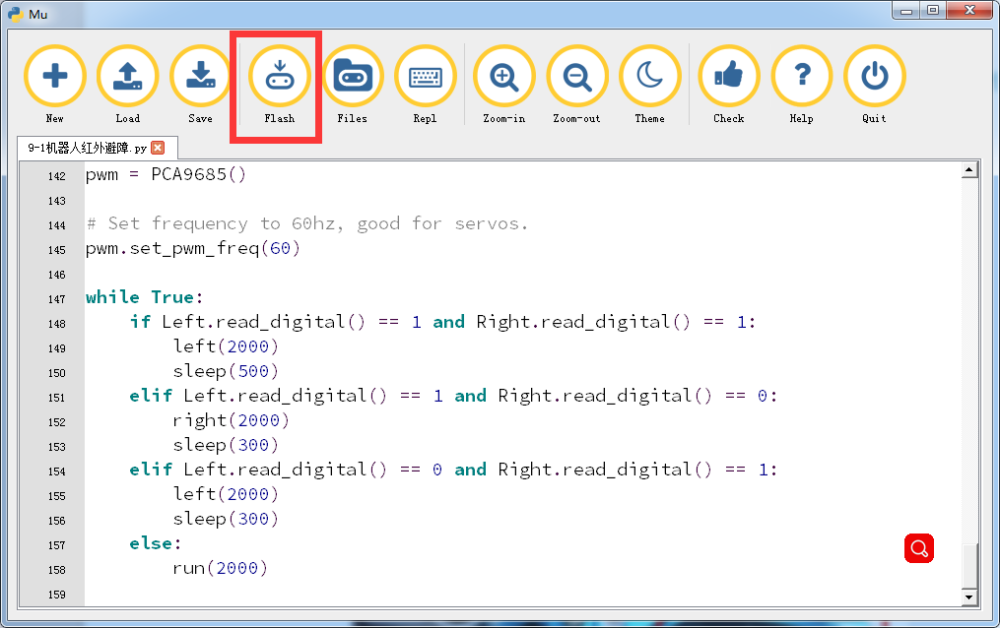 Mu
New Load Save Flash Files Repl Zoom-in Zoom-out Theme Check Help Quit
9-1机器人红外避障.py
142 pwm = PCA9685()
143
144 # Set frequency to 60hz, good for servos.
145 pwm.set_pwm_freq(60)
146
147 while True:
148     if Left.read_digital() == 1 and Right.read_digital() == 1:
149         left(2000)
150         sleep(500)
151     elif Left.read_digital() == 1 and Right.read_digital() == 0:
152         right(2000)
153         sleep(300)
154     elif Left.read_digital() == 0 and Right.read_digital() == 1:
155         left(2000)
156         sleep(300)
157     else:
158         run(2000)
159